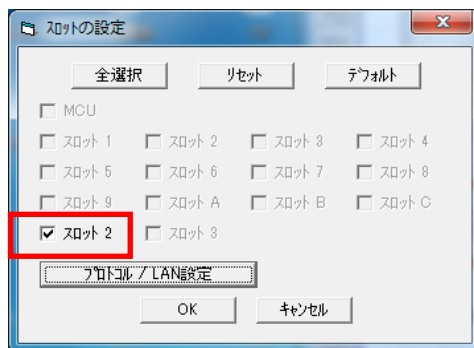 ｽﾛｯﾄの設定
全選択 ﾘｾｯﾄ ﾃﾞﾌｫﾙﾄ
MCU
ｽﾛｯﾄ 1 ｽﾛｯﾄ 2 ｽﾛｯﾄ 3 ｽﾛｯﾄ 4
ｽﾛｯﾄ 5 ｽﾛｯﾄ 6 ｽﾛｯﾄ 7 ｽﾛｯﾄ 8
ｽﾛｯﾄ 9 ｽﾛｯﾄ A ｽﾛｯﾄ B ｽﾛｯﾄ C
ｽﾛｯﾄ 2 ｽﾛｯﾄ 3
ﾌﾟﾛﾄｺﾙ / LAN設定
OK ｷｬﾝｾﾙ